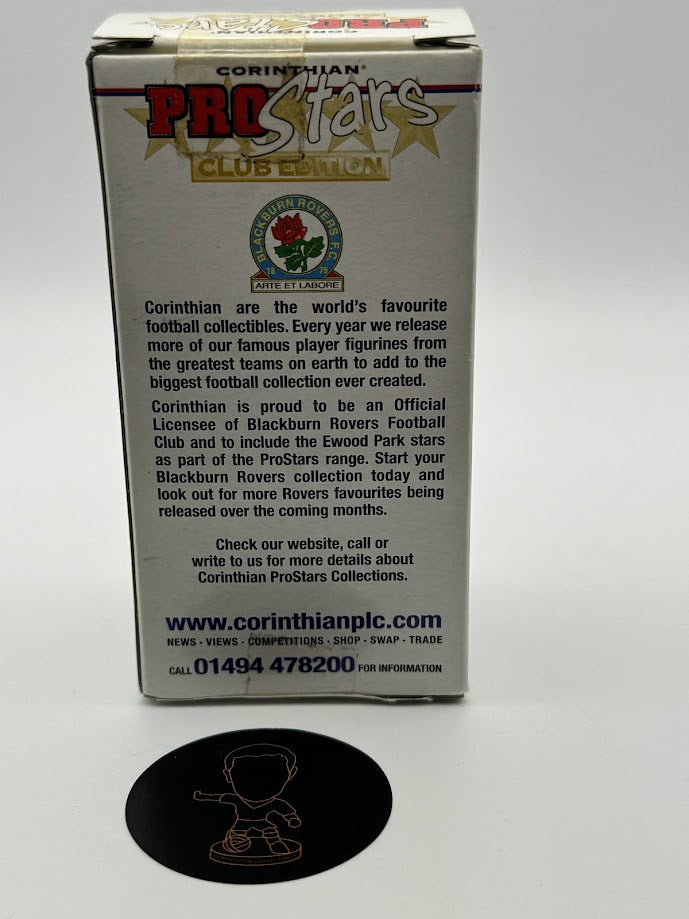 CORINTHIAN
PRO
CORINTHIAN®
PROStars
CLUB EDITION
BLACKBURN ROVERS F.C.
18 75
ARTE ET LABORE
Corinthian are the world's favourite
football collectibles. Every year we release
more of our famous player figurines from
the greatest teams on earth to add to the
biggest football collection ever created.
Corinthian is proud to be an Official
Licensee of Blackburn Rovers Football
Club and to include the Ewood Park stars
as part of the ProStars range. Start your
Blackburn Rovers collection today and
look out for more Rovers favourites being
released over the coming months.
Check our website, call or
write to us for more details about
Corinthian ProStars Collections.
www.corinthianplc.com
NEWS · VIEWS · COMPETITIONS · SHOP · SWAP · TRADE
CALL 01494 478200 FOR INFORMATION